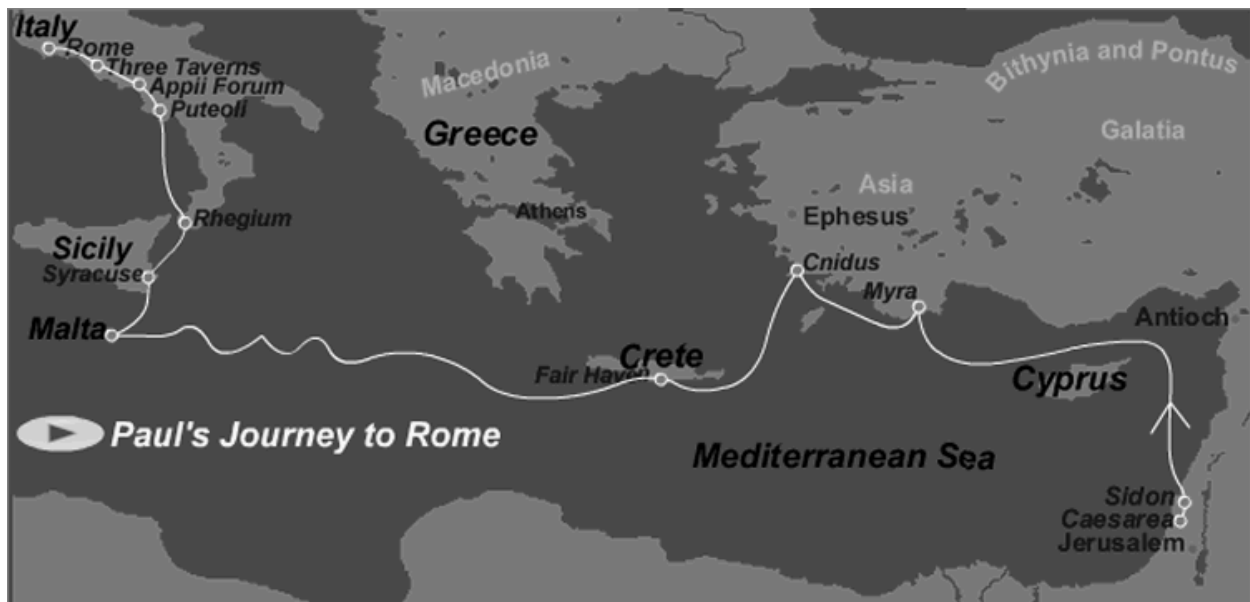 Italy
Rome
Three Taverns
Appii Forum
Puteoli
Macedonia
Bithynia and Pontus
Greece
Galatia
Asia
Athens
Ephesus
Rhegium
Sicily
Syracuse
Cnidus
Myra
Malta
Antioch
Crete
Fair Haven
Cyprus
Paul's Journey to Rome
Mediterranean Sea
Sidon
Caesarea
Jerusalem